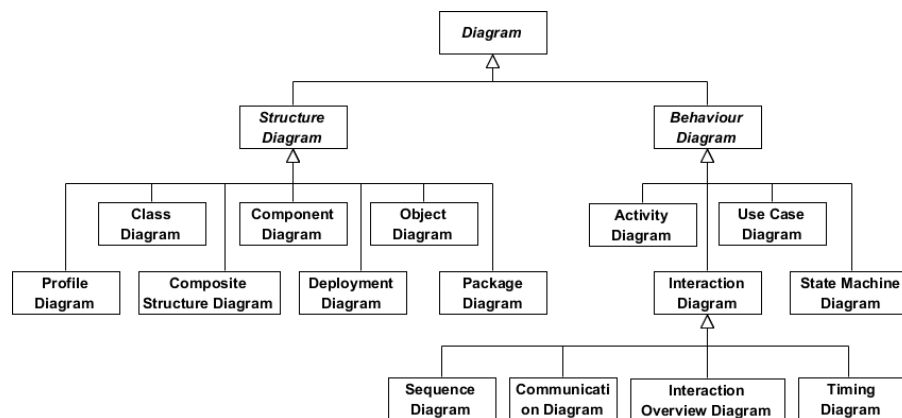 Diagram
Structure
Diagram
Behaviour
Diagram
Class
Diagram
Component
Diagram
Object
Diagram
Activity
Diagram
Use Case
Diagram
Profile
Diagram
Composite
Structure Diagram
Deployment
Diagram
Package
Diagram
Interaction
Diagram
State Machine
Diagram
Sequence
Diagram
Communicati
on Diagram
Interaction
Overview Diagram
Timing
Diagram